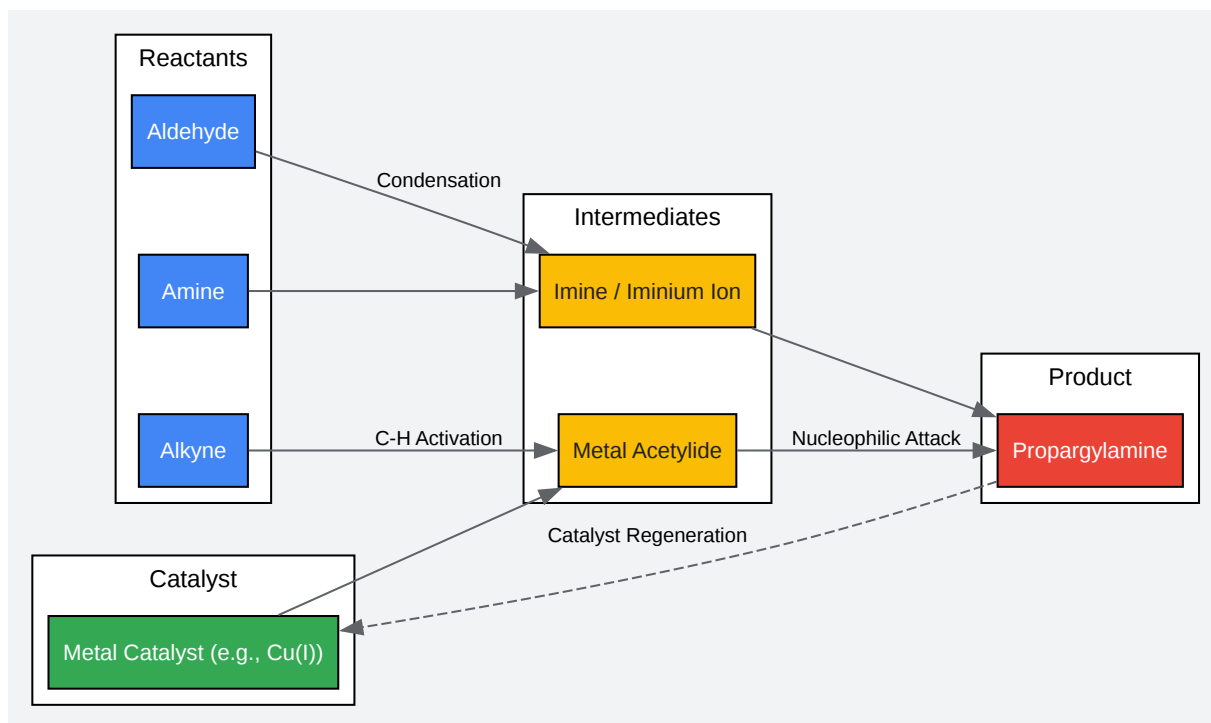 Reactants
Aldehyde
Condensation
Intermediates
Amine
Imine / Iminium Ion
Product
Alkyne
C-H Activation
Metal Acetylide
Nucleophilic Attack
Propargylamine
Catalyst Regeneration
Catalyst
Metal Catalyst (e.g., Cu(I))